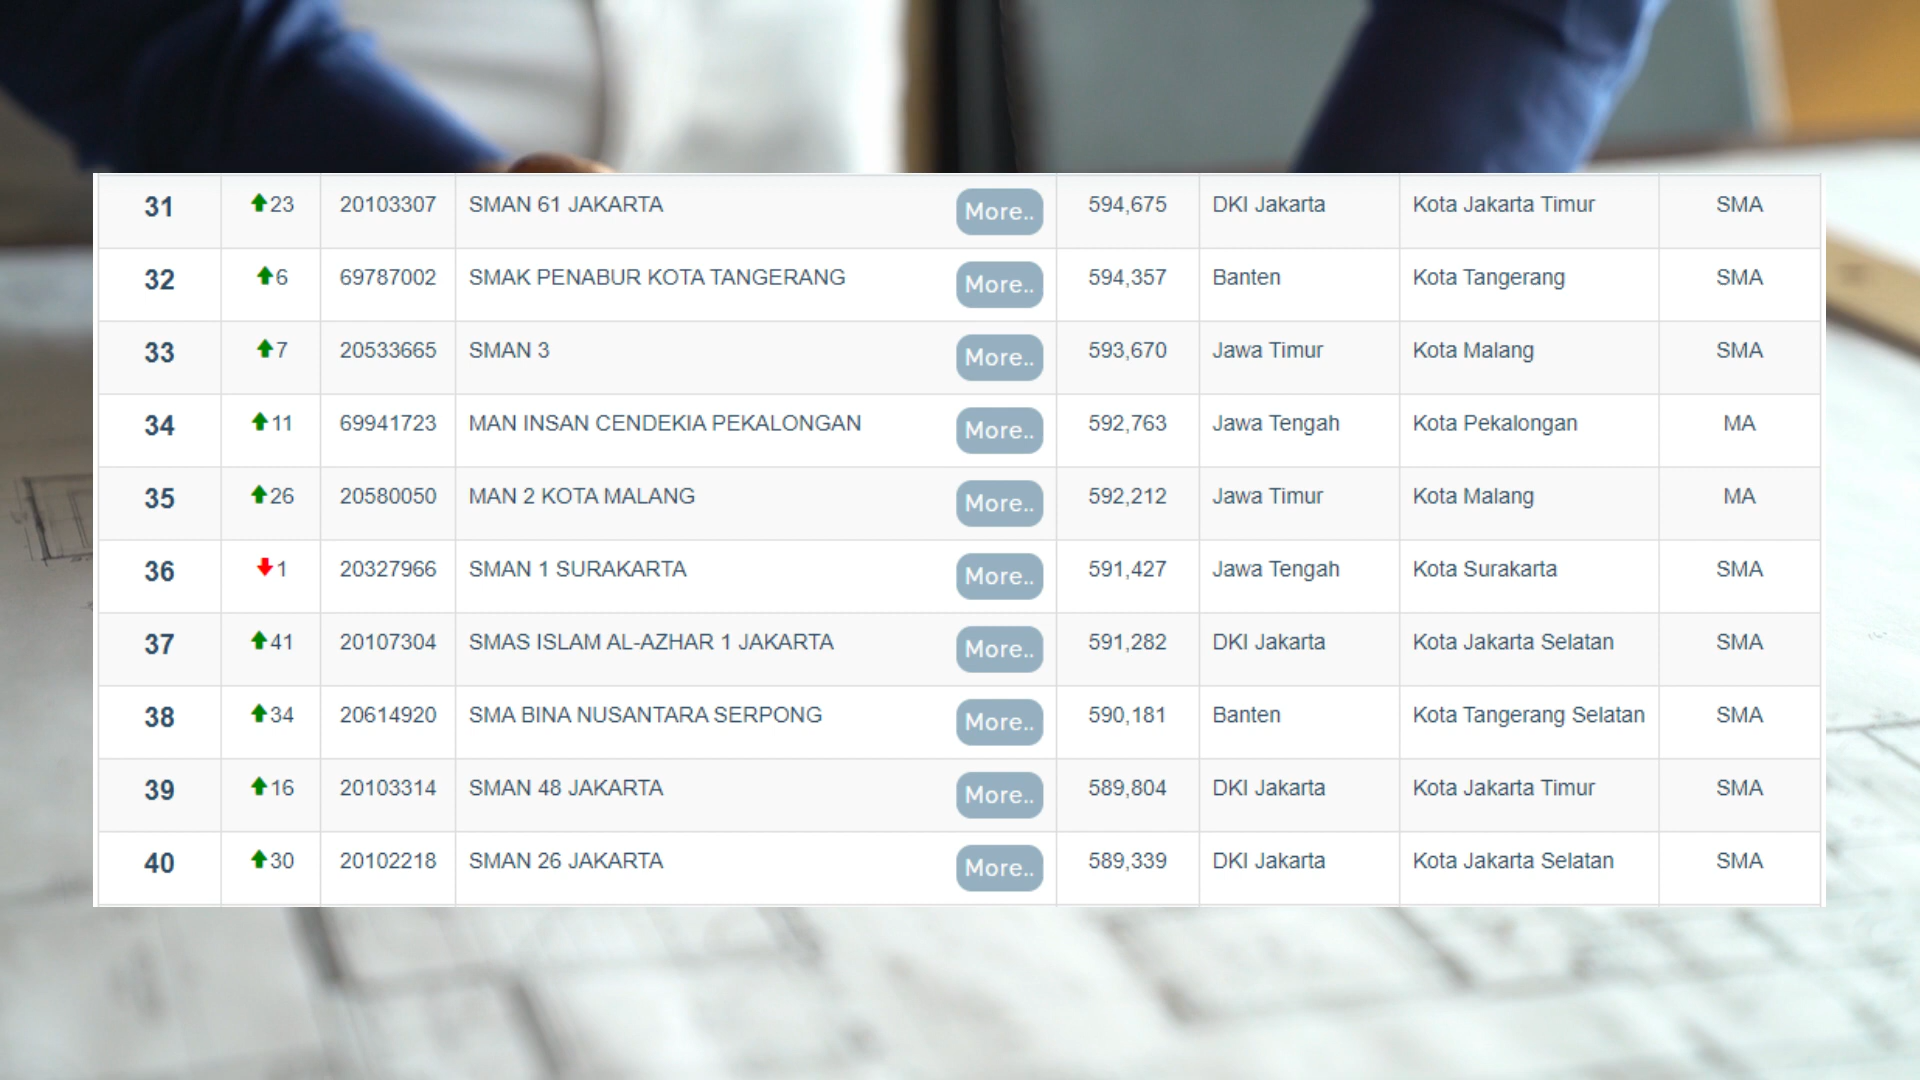 31 23 20103307 SMAN 61 JAKARTA More.. 594,675 DKI Jakarta Kota Jakarta Timur SMA
32 6 69787002 SMAK PENABUR KOTA TANGERANG More.. 594,357 Banten Kota Tangerang SMA
33 7 20533665 SMAN 3 More.. 593,670 Jawa Timur Kota Malang SMA
34 11 69941723 MAN INSAN CENDEKIA PEKALONGAN More.. 592,763 Jawa Tengah Kota Pekalongan MA
35 26 20580050 MAN 2 KOTA MALANG More.. 592,212 Jawa Timur Kota Malang MA
36 1 20327966 SMAN 1 SURAKARTA More.. 591,427 Jawa Tengah Kota Surakarta SMA
37 41 20107304 SMAS ISLAM AL-AZHAR 1 JAKARTA More.. 591,282 DKI Jakarta Kota Jakarta Selatan SMA
38 34 20614920 SMA BINA NUSANTARA SERPONG More.. 590,181 Banten Kota Tangerang Selatan SMA
39 16 20103314 SMAN 48 JAKARTA More.. 589,804 DKI Jakarta Kota Jakarta Timur SMA
40 30 20102218 SMAN 26 JAKARTA More.. 589,339 DKI Jakarta Kota Jakarta Selatan SMA